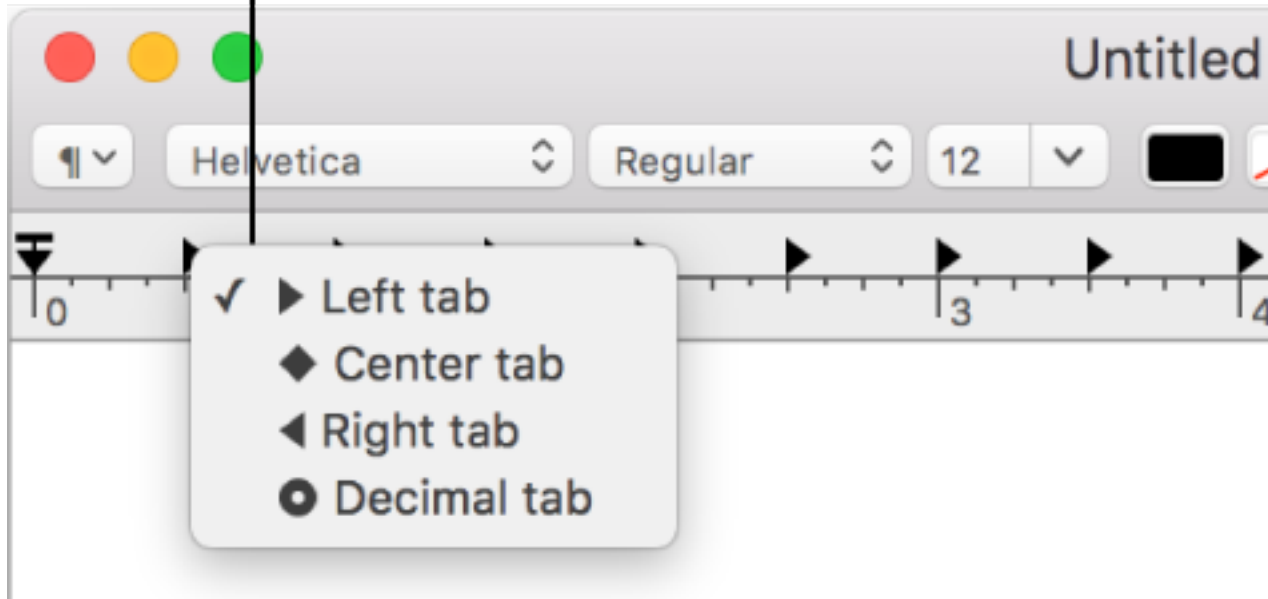 Untitled
¶ Helvetica Regular 12
0 3 4
✓ ▶ Left tab
◆ Center tab
◀ Right tab
Decimal tab